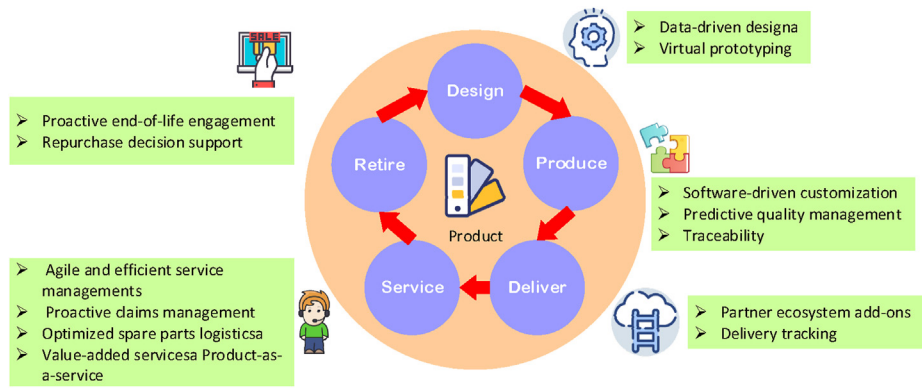 SALE
Data-driven designa
Virtual prototyping
Design
Proactive end-of-life engagement
Repurchase decision support
Retire
Produce
Product
Software-driven customization
Predictive quality management
Traceability
Agile and efficient service
managements
Proactive claims management
Optimized spare parts logisticsa
Value-added servicesa Product-as-
a-service
Service
Deliver
Partner ecosystem add-ons
Delivery tracking